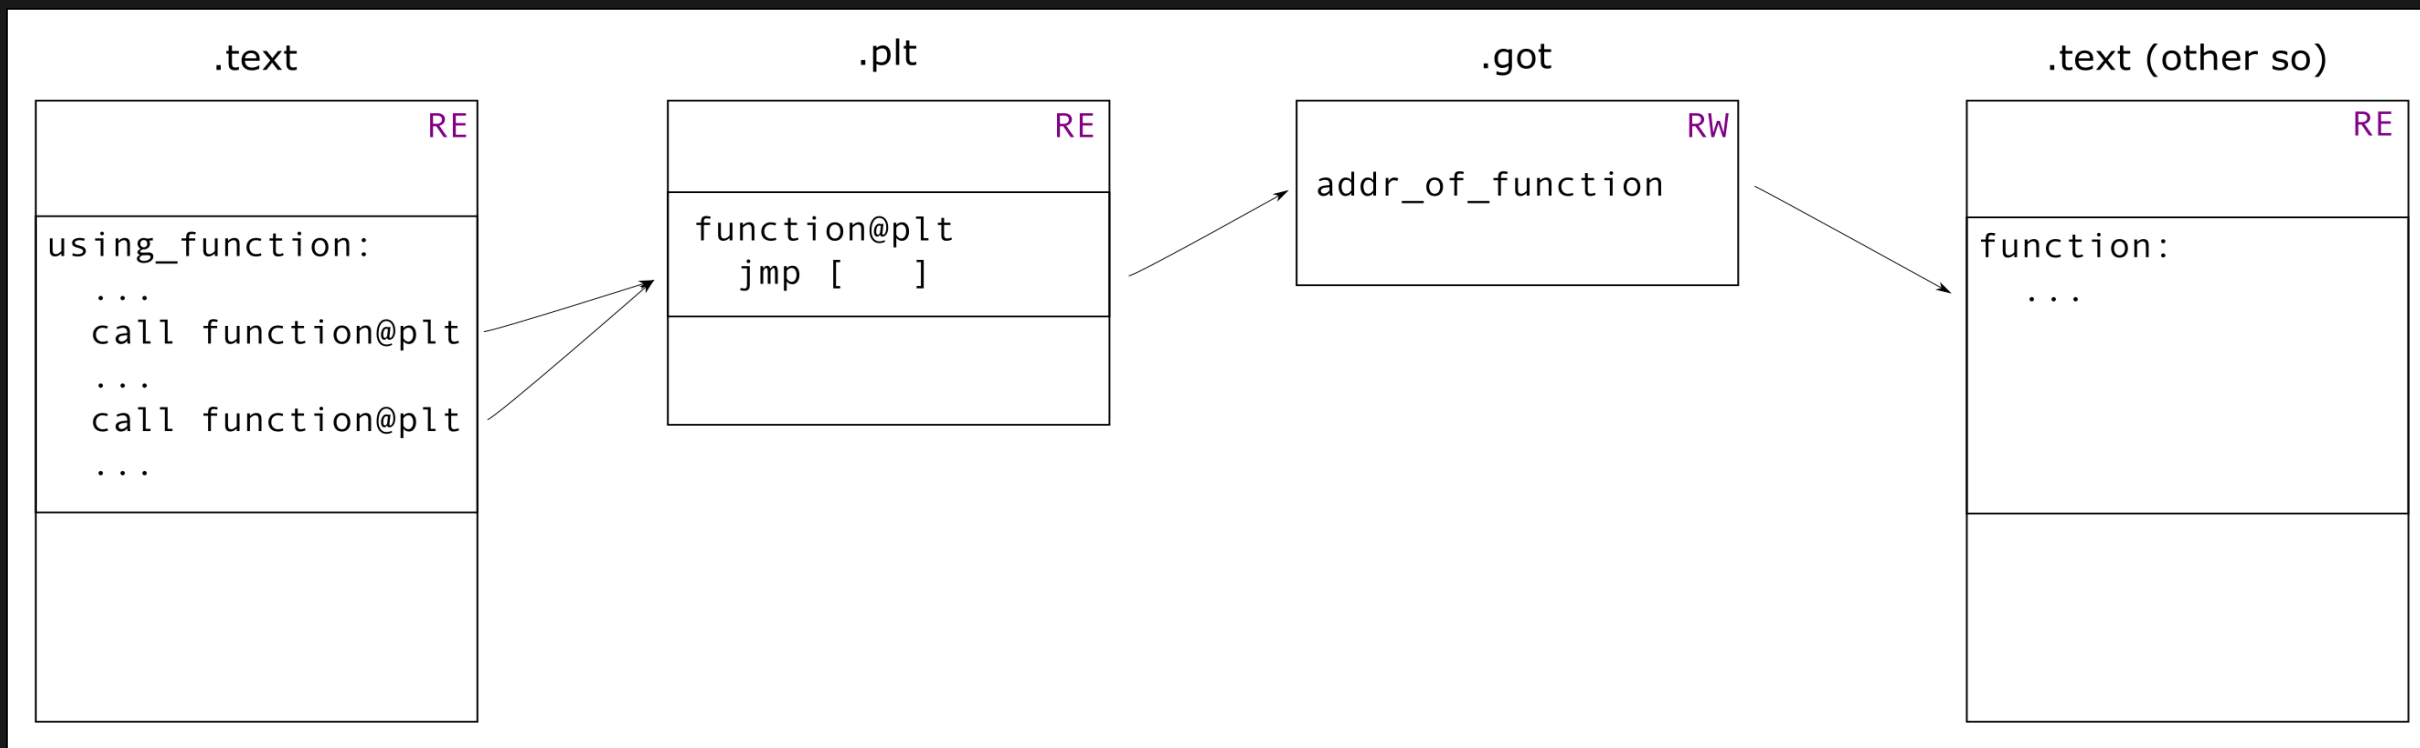 .text
RE
using_function:
...
call function@plt
...
call function@plt
...
.plt
RE
function@plt
jmp [   ]
.got
RW
addr_of_function
.text (other so)
RE
function:
...